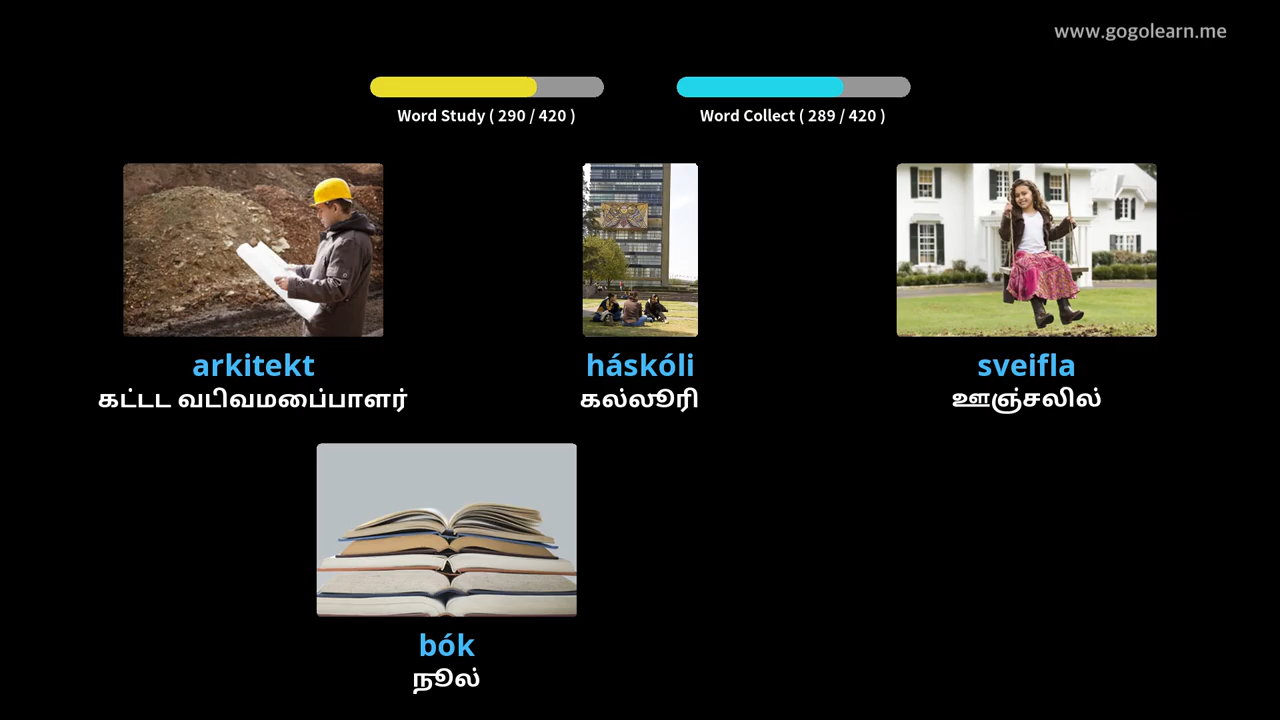 www.gogolearn.me
Word Study ( 290 / 420 )
Word Collect ( 289 / 420 )
arkitekt
கட்டட வடிவமைப்பாளர்
háskóli
கல்லூரி
sveifla
ஊஞ்சலில்
bók
நூல்